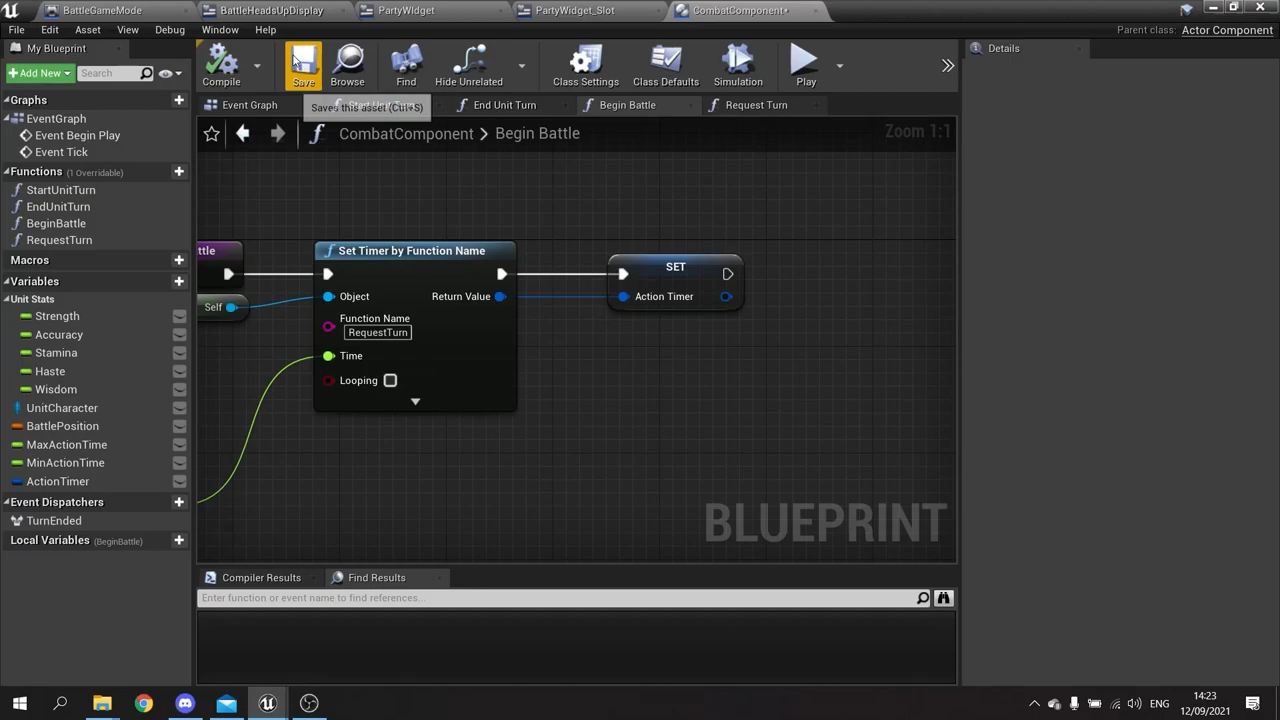 BattleGameMode
BattleHeadsUpDisplay
PartyWidget
PartyWidget_Slot
CombatComponent*
File
Edit
Asset
View
Debug
Window
Help
Parent class: Actor Component
My Blueprint
Add New
Search
Compile
Save
Browse
Find
Hide Unrelated
Class Settings
Class Defaults
Simulation
Play
Details
Saves this asset (Ctrl+S)
Event Graph
End Unit Turn
Begin Battle
Request Turn
CombatComponent > Begin Battle
Zoom 1:1
Graphs
EventGraph
Event Begin Play
Event Tick
Functions (1 Overridable)
StartUnitTurn
EndUnitTurn
BeginBattle
RequestTurn
Macros
Variables
Unit Stats
Strength
Accuracy
Stamina
Haste
Wisdom
UnitCharacter
BattlePosition
MaxActionTime
MinActionTime
ActionTimer
Event Dispatchers
TurnEnded
Local Variables (BeginBattle)
ttle
Self
Set Timer by Function Name
Object
Return Value
Function Name
RequestTurn
Time
Looping
SET
Action Timer
BLUEPRINT
Compiler Results
Find Results
Enter function or event name to find references...
ENG
14:23
12/09/2021